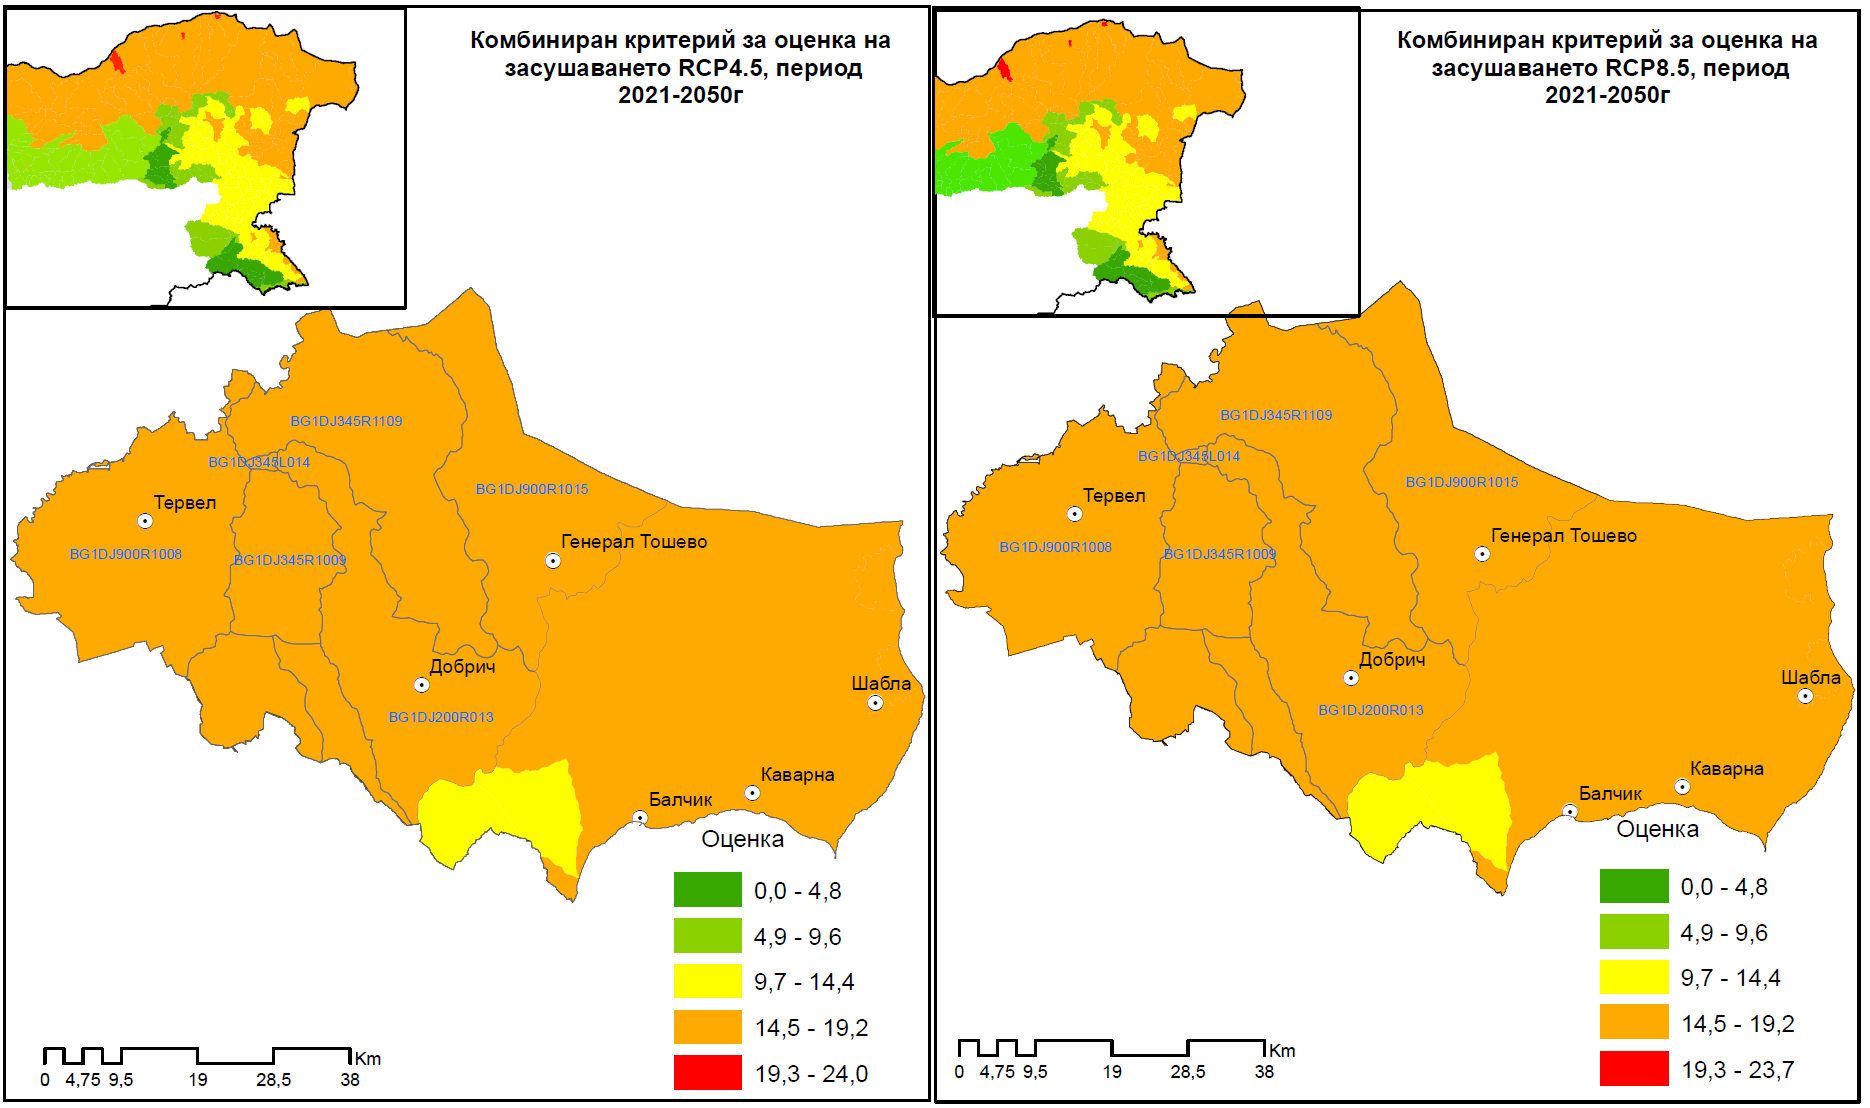 Комбиниран критерий за оценка на
засушаването RCP4.5, период
2021-2050г
BG1DJ345R1109
BG1DJ345L014
BG1DJ900R1015
Тервел
Генерал Тошево
BG1DJ900R1008
BG1DJ345R1009
Добрич
Шабла
BG1DJ200R013
Каварна
Балчик
Оценка
0,0 - 4,8
4,9 - 9,6
9,7 - 14,4
14,5 - 19,2
19,3 - 24,0
Km
0 4,75 9,5 19 28,5 38
Комбиниран критерий за оценка на
засушаването RCP8.5, период
2021-2050г
BG1DJ345R1109
BG1DJ345L014
BG1DJ900R1015
Тервел
Генерал Тошево
BG1DJ900R1008
BG1DJ345R1009
Добрич
Шабла
BG1DJ200R013
Каварна
Балчик
Оценка
0,0 - 4,8
4,9 - 9,6
9,7 - 14,4
14,5 - 19,2
19,3 - 23,7
Km
0 4,75 9,5 19 28,5 38